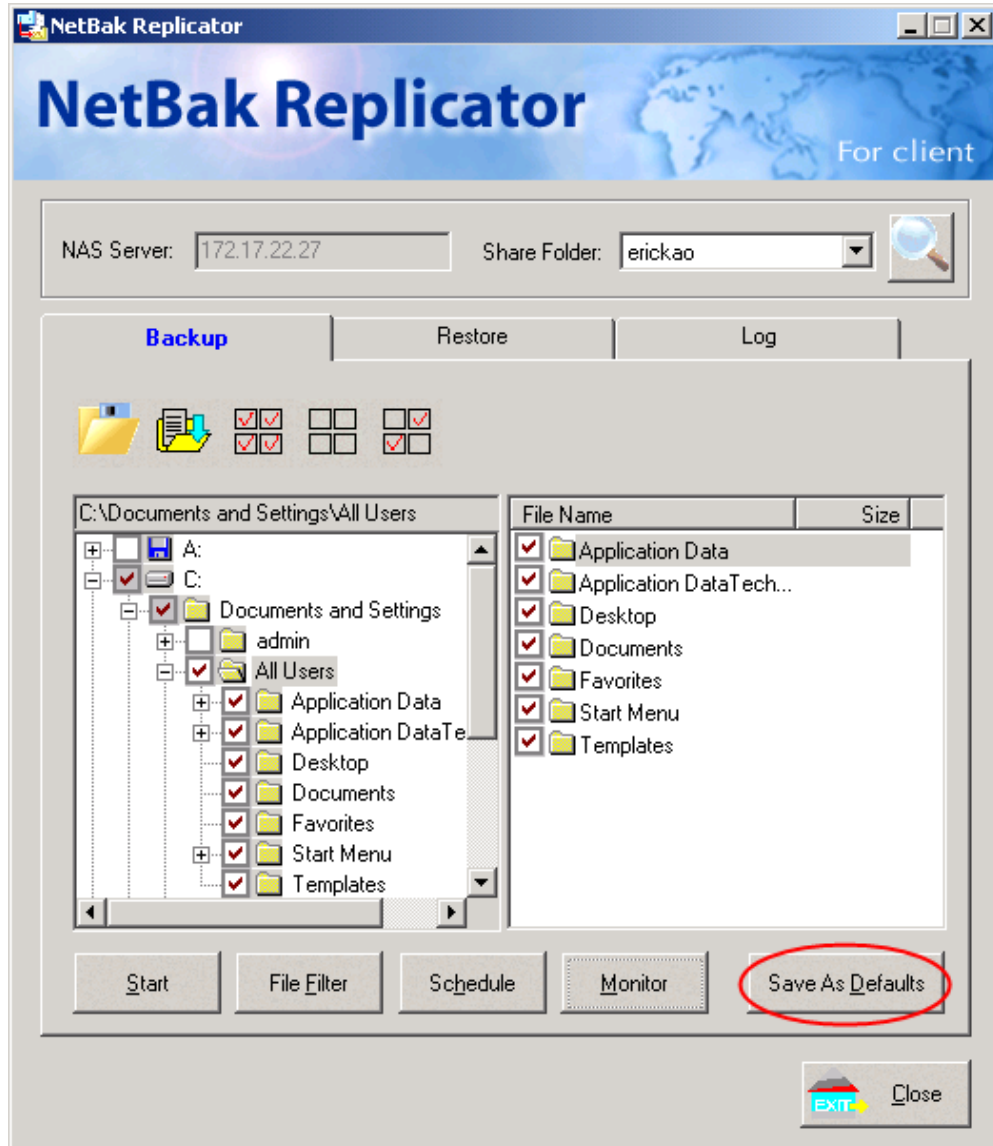 NetBak Replicator
NetBak Replicator
For client
NAS Server: 172.17.22.27 Share Folder: erickao
Backup Restore Log
C:\Documents and Settings\All Users
A:
C:
Documents and Settings
admin
All Users
Application Data
Application DataTe
Desktop
Documents
Favorites
Start Menu
Templates
File Name Size
Application Data
Application DataTech...
Desktop
Documents
Favorites
Start Menu
Templates
Start File Filter Schedule Monitor Save As Defaults
EXIT Close